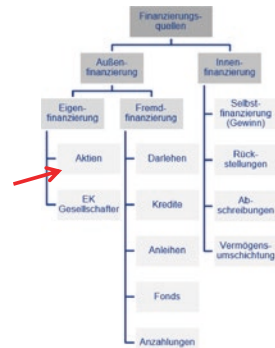 Finanzierungs-
quellen
Außen-
finanzierung
Innen-
finanzierung
Eigen-
finanzierung
Fremd-
finanzierung
Aktien
EK
Gesellschafter
Darlehen
Kredite
Anleihen
Fonds
Anzahlungen
Selbst-
finanzierung
(Gewinn)
Rück-
stellungen
Ab-
schreibungen
Vermögens-
umschichtung